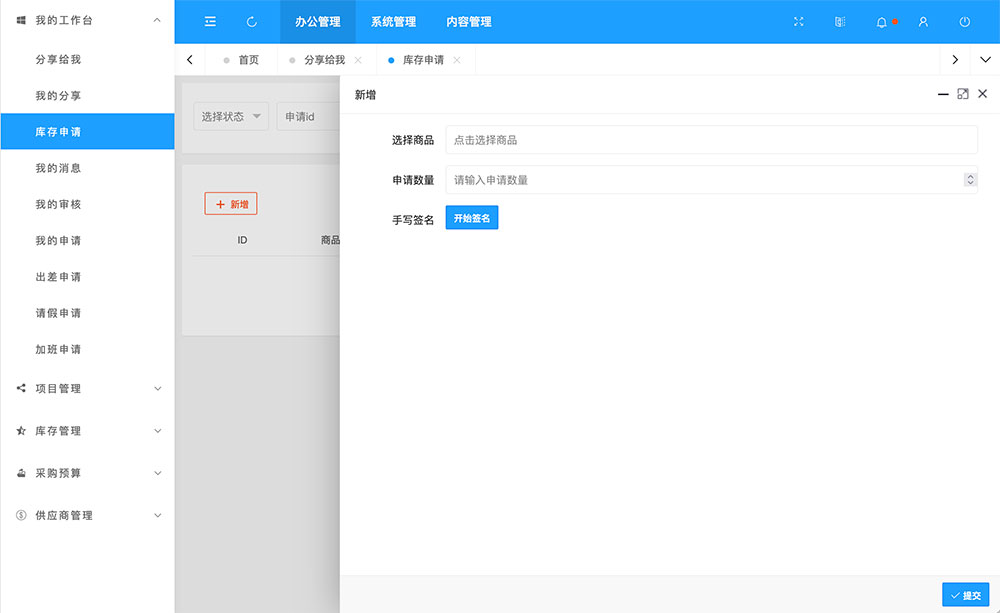 我的工作台
分享给我
我的分享
库存申请
我的消息
我的审核
我的申请
出差申请
请假申请
加班申请
项目管理
库存管理
采购预算
供应商管理
办公管理 系统管理 内容管理
首页 分享给我 库存申请
选择状态 申请id
新增
ID 商品
新增
选择商品 点击选择商品
申请数量 请输入申请数量
手写签名 开始签名
提交